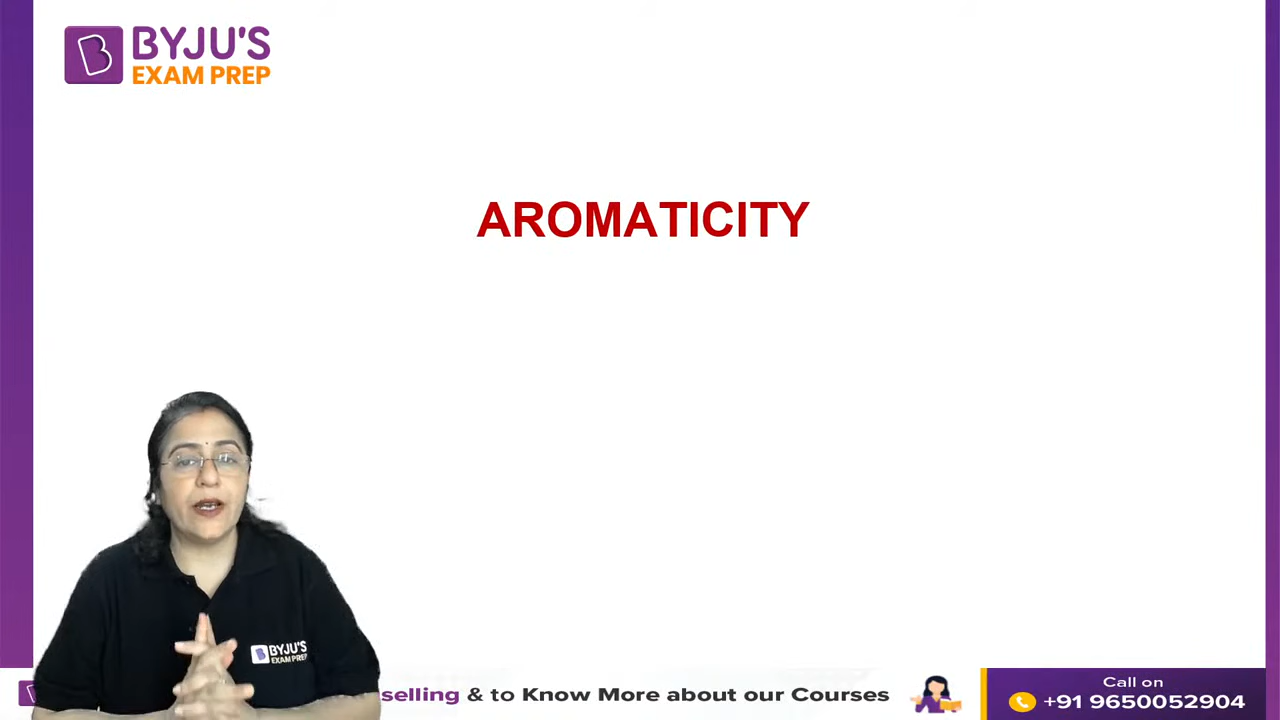 BYJU'S
EXAM PREP
AROMATICITY
BYJU'S
EXAM PREP
selling & to Know More about our Courses
Call on
+91 9650052904